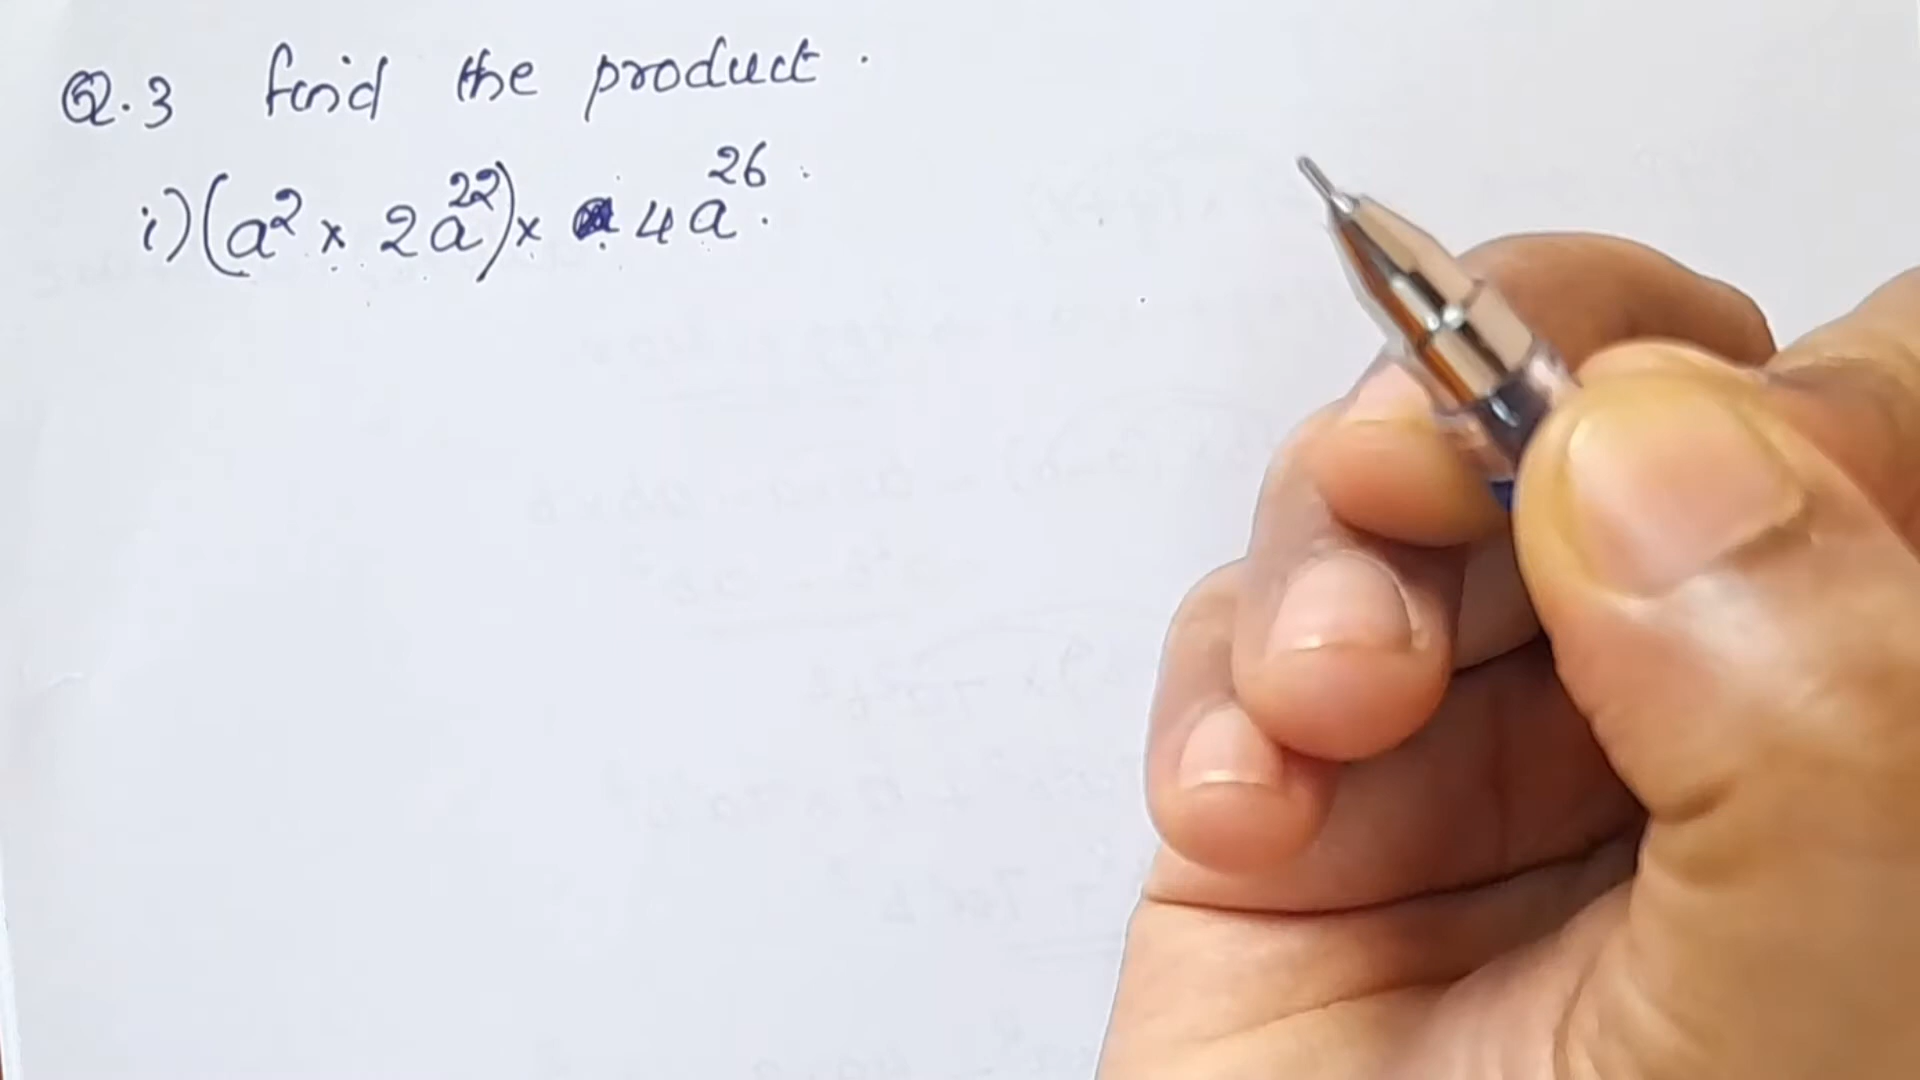 Q.3 find the product.
i) (a² × 2a²²) × 4a²⁶.